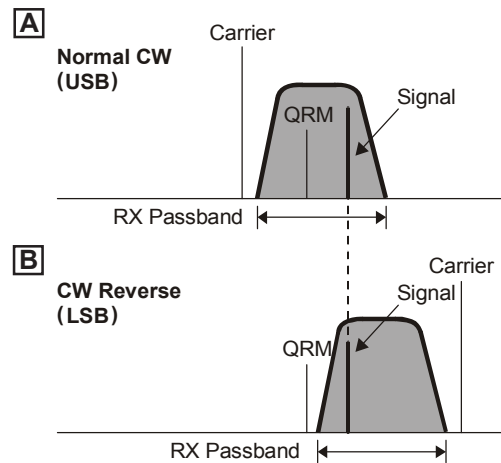 A
Carrier
Normal CW
(USB)
Signal
QRM
RX Passband
B
Carrier
CW Reverse
(LSB)
Signal
QRM
RX Passband